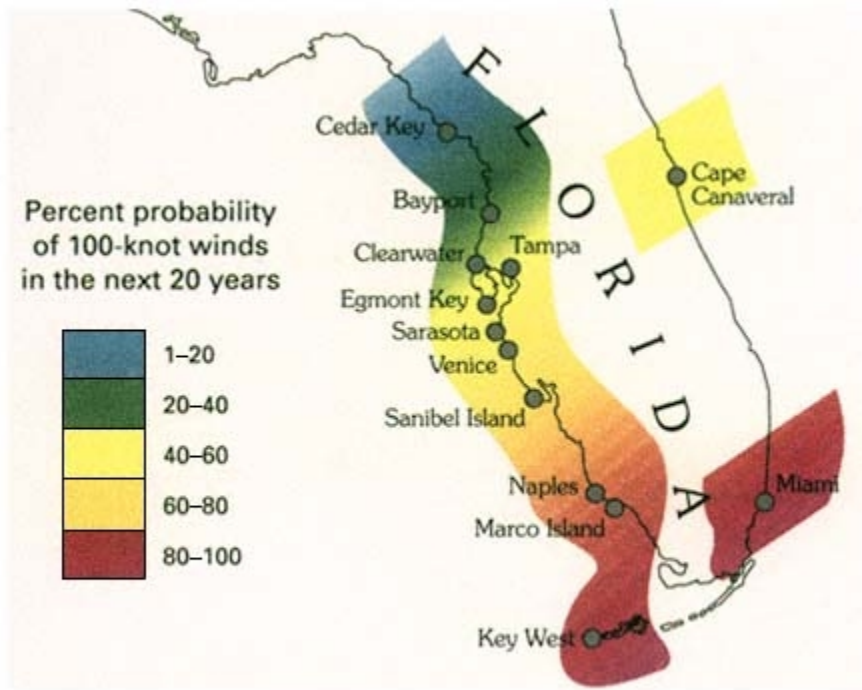 FLORIDA
Cedar Key
Cape
Canaveral
Bayport
Percent probability
of 100-knot winds
in the next 20 years
Clearwater
Tampa
Egmont Key
Sarasota
Venice
1–20
20–40
Sanibel Island
40–60
Naples
60–80
Miami
Marco Island
80–100
Key West